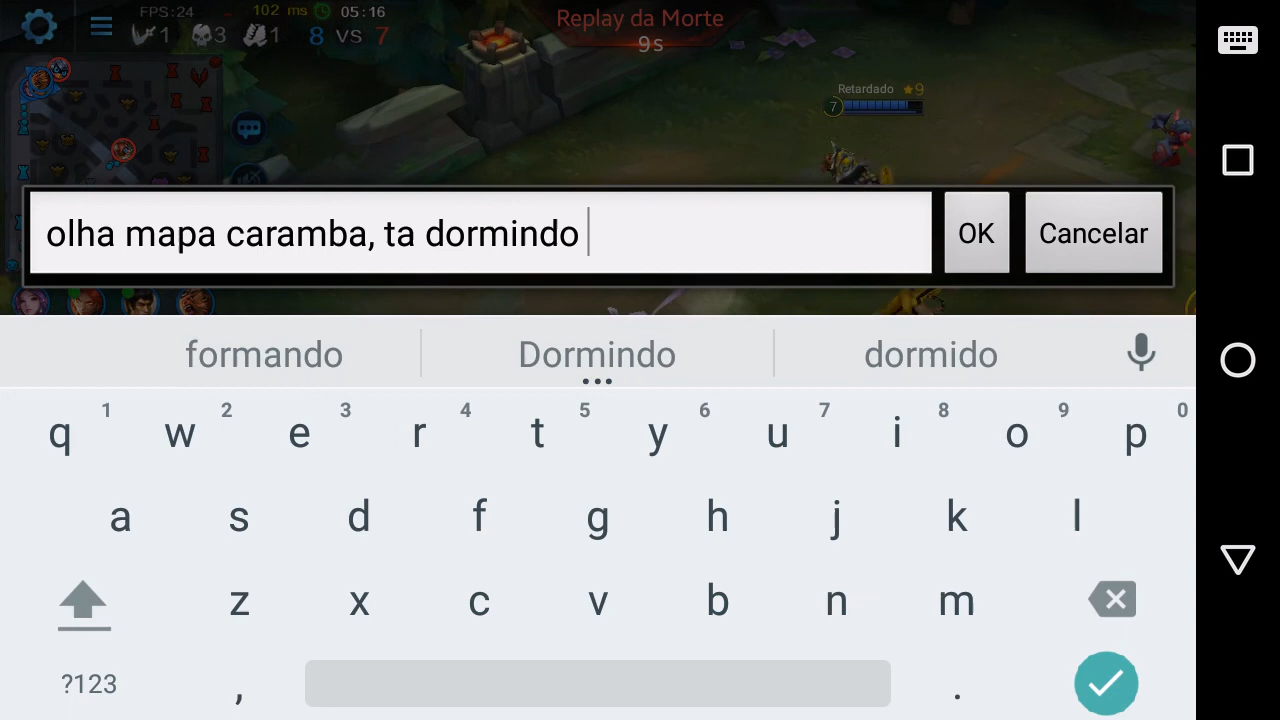 FPS:24
102 ms
05:16
1
3
1
8 VS 7
Replay da Morte
9s
Retardado
9
7
olha mapa caramba, ta dormindo
OK
Cancelar
formando
Dormindo
dormido
1 2 3 4 5 6 7 8 9 0
q w e r t y u i o p
a s d f g h j k l
z x c v b n m
?123
,
.